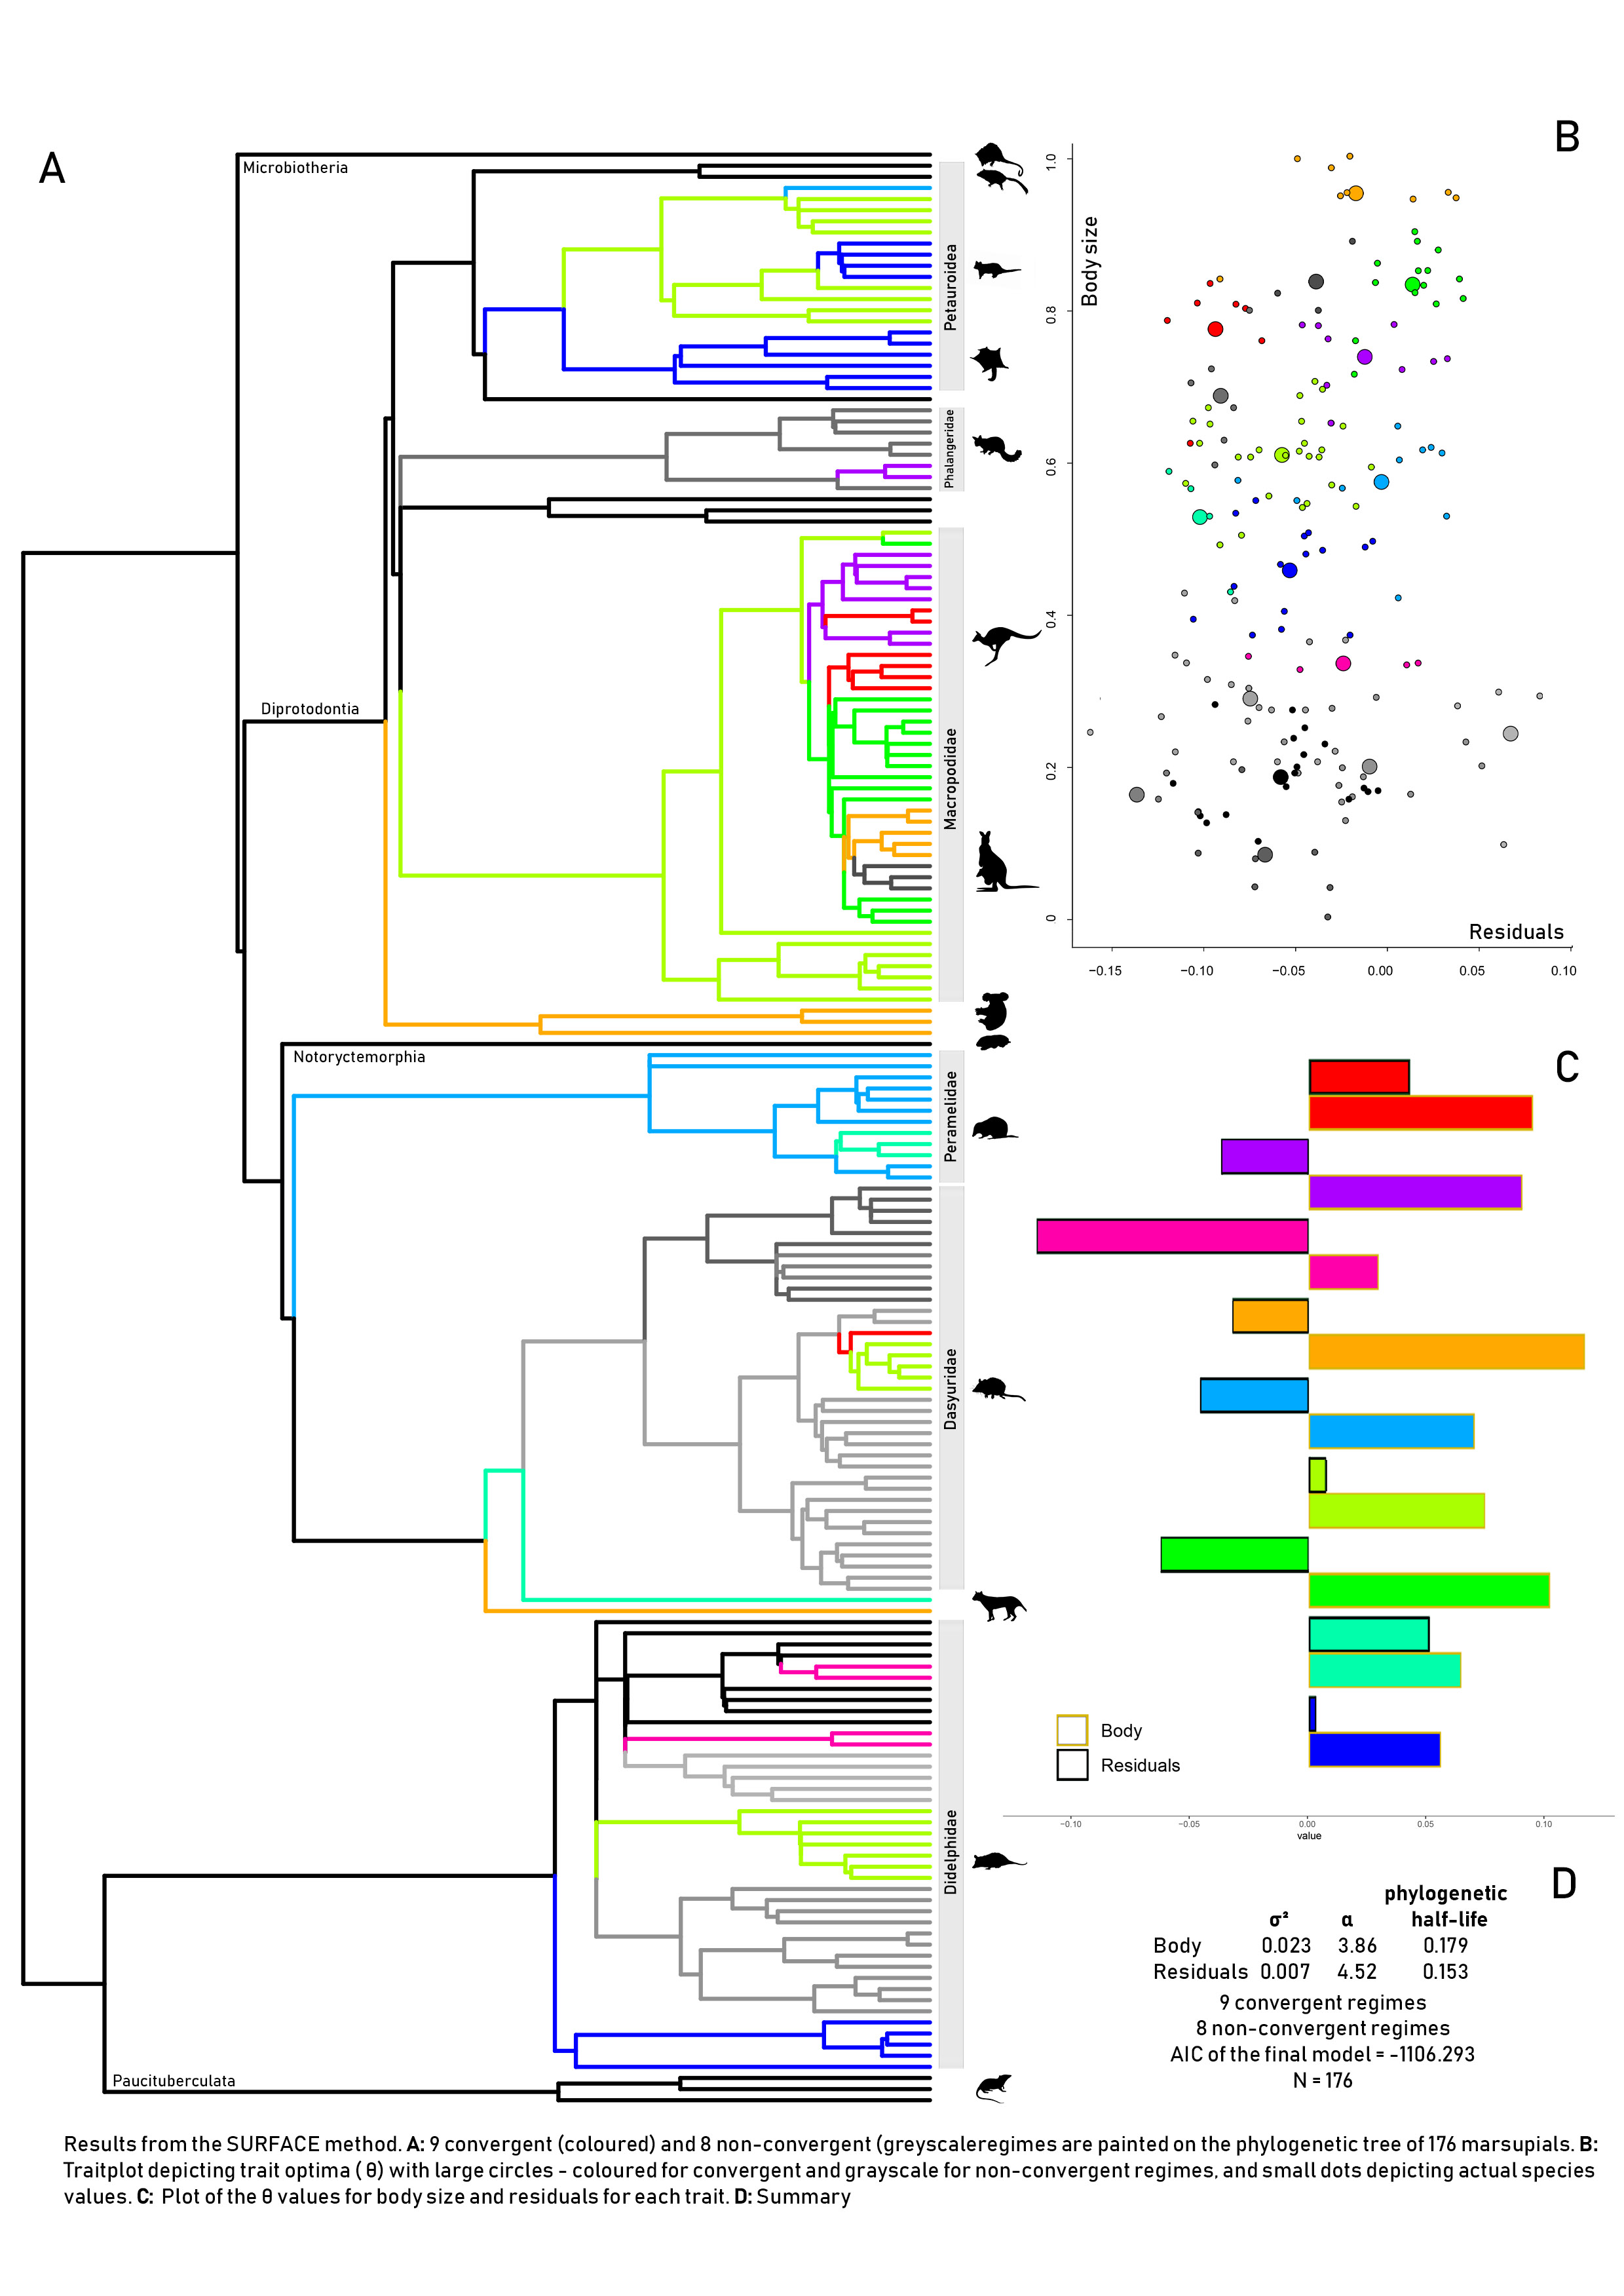 A
Microbiotheria
Petauroidea
Phalangeridae
Diprotodontia
Macropodidae
Notoryctemorphia
Peramelidae
Dasyuridae
Didelphidae
Paucituberculata
B
Body size
1.0
0.8
0.6
0.4
0.2
0
Residuals
−0.15 −0.10 −0.05 0.00 0.05 0.10
C
Body
Residuals
−0.10 −0.05 0.00 0.05 0.10
value
D
phylogenetic
σ² α half-life
Body 0.023 3.86 0.179
Residuals 0.007 4.52 0.153
9 convergent regimes
8 non-convergent regimes
AIC of the final model = -1106.293
N = 176
Results from the SURFACE method. A: 9 convergent (coloured) and 8 non-convergent (greyscaleregimes are painted on the phylogenetic tree of 176 marsupials. B:
Traitplot depicting trait optima ( θ) with large circles - coloured for convergent and grayscale for non-convergent regimes, and small dots depicting actual species
values. C: Plot of the θ values for body size and residuals for each trait. D: Summary